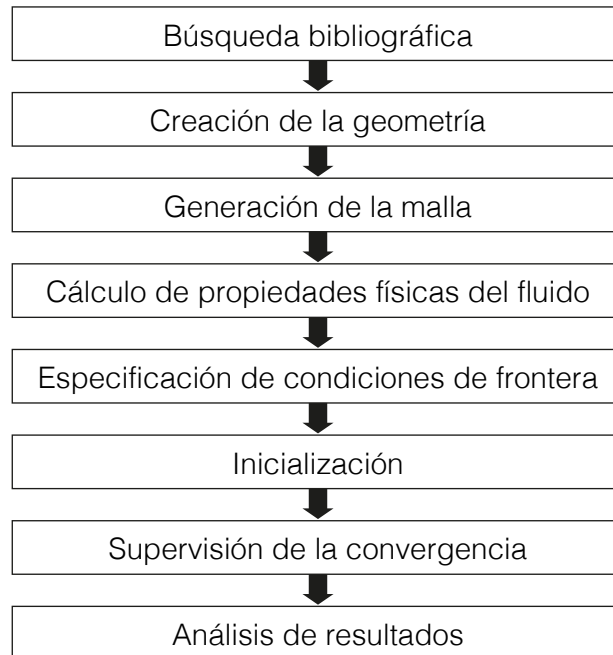 Búsqueda bibliográfica
Creación de la geometría
Generación de la malla
Cálculo de propiedades físicas del fluido
Especificación de condiciones de frontera
Inicialización
Supervisión de la convergencia
Análisis de resultados